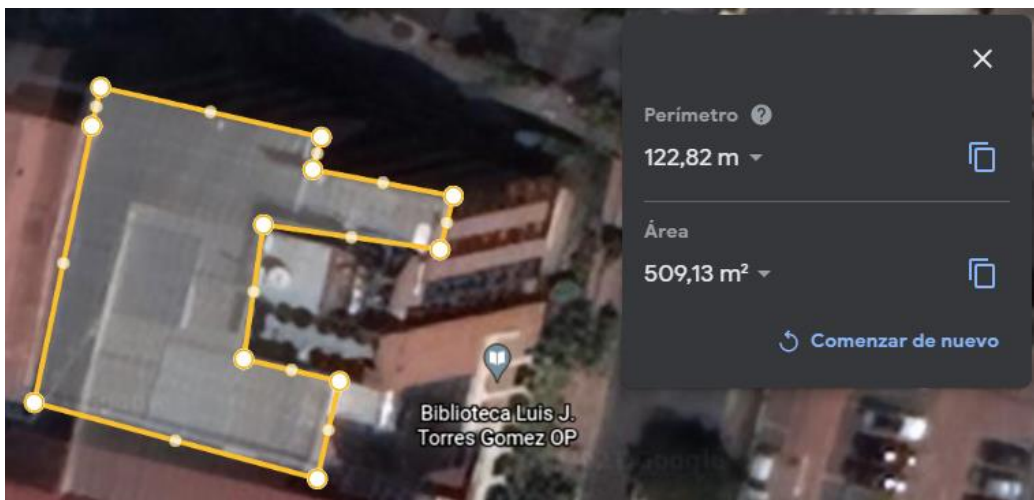 Perímetro
122,82 m
Área
509,13 m²
Comenzar de nuevo
Biblioteca Luis J.
Torres Gomez OP